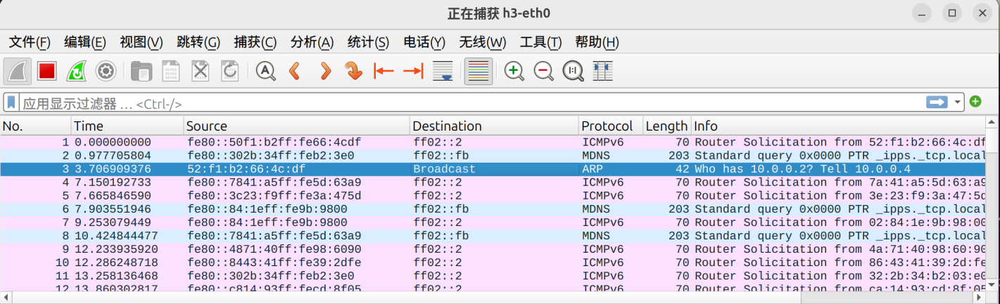 正在捕获 h3-eth0
文件(F) 编辑(E) 视图(V) 跳转(G) 捕获(C) 分析(A) 统计(S) 电话(Y) 无线(W) 工具(T) 帮助(H)
应用显示过滤器 … <Ctrl-/>
No. Time Source Destination Protocol Length Info
1 0.000000000 fe80::50f1:b2ff:fe66:4cdf ff02::2 ICMPv6 70 Router Solicitation from 52:f1:b2:66:4c:df
2 0.977705804 fe80::302b:34ff:feb2:3e0 ff02::fb MDNS 203 Standard query 0x0000 PTR _ipps._tcp.local
3 3.706909376 52:f1:b2:66:4c:df Broadcast ARP 42 Who has 10.0.0.2? Tell 10.0.0.4
4 7.150192733 fe80::7841:a5ff:fe5d:63a9 ff02::2 ICMPv6 70 Router Solicitation from 7a:41:a5:5d:63:a9
5 7.665846590 fe80::3c23:f9ff:fe3a:475d ff02::2 ICMPv6 70 Router Solicitation from 3e:23:f9:3a:47:5d
6 7.903551946 fe80::84:1eff:fe9b:9800 ff02::fb MDNS 203 Standard query 0x0000 PTR _ipps._tcp.local
7 9.253079449 fe80::84:1eff:fe9b:9800 ff02::2 ICMPv6 70 Router Solicitation from 02:84:1e:9b:98:00
8 10.424844477 fe80::7841:a5ff:fe5d:63a9 ff02::fb MDNS 203 Standard query 0x0000 PTR _ipps._tcp.local
9 12.233935920 fe80::4871:40ff:fe98:6090 ff02::2 ICMPv6 70 Router Solicitation from 4a:71:40:98:60:90
10 12.286248718 fe80::8443:41ff:fe39:2dfe ff02::2 ICMPv6 70 Router Solicitation from 86:43:41:39:2d:fe
11 13.258136468 fe80::302b:34ff:feb2:3e0 ff02::2 ICMPv6 70 Router Solicitation from 32:2b:34:b2:03:e0
12 13.860302817 fe80::c814:93ff:fecd:8f05 ff02::2 ICMPv6 70 Router Solicitation from ca:14:93:cd:8f:05